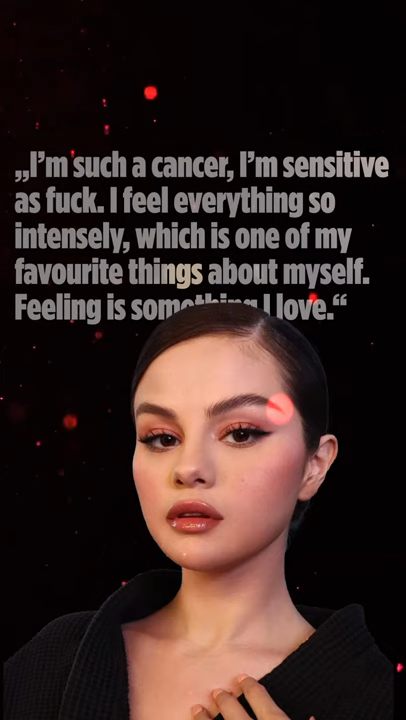 „I’m such a cancer, I’m sensitive
as fuck. I feel everything so
intensely, which is one of my
favourite things about myself.
Feeling is something I love.“